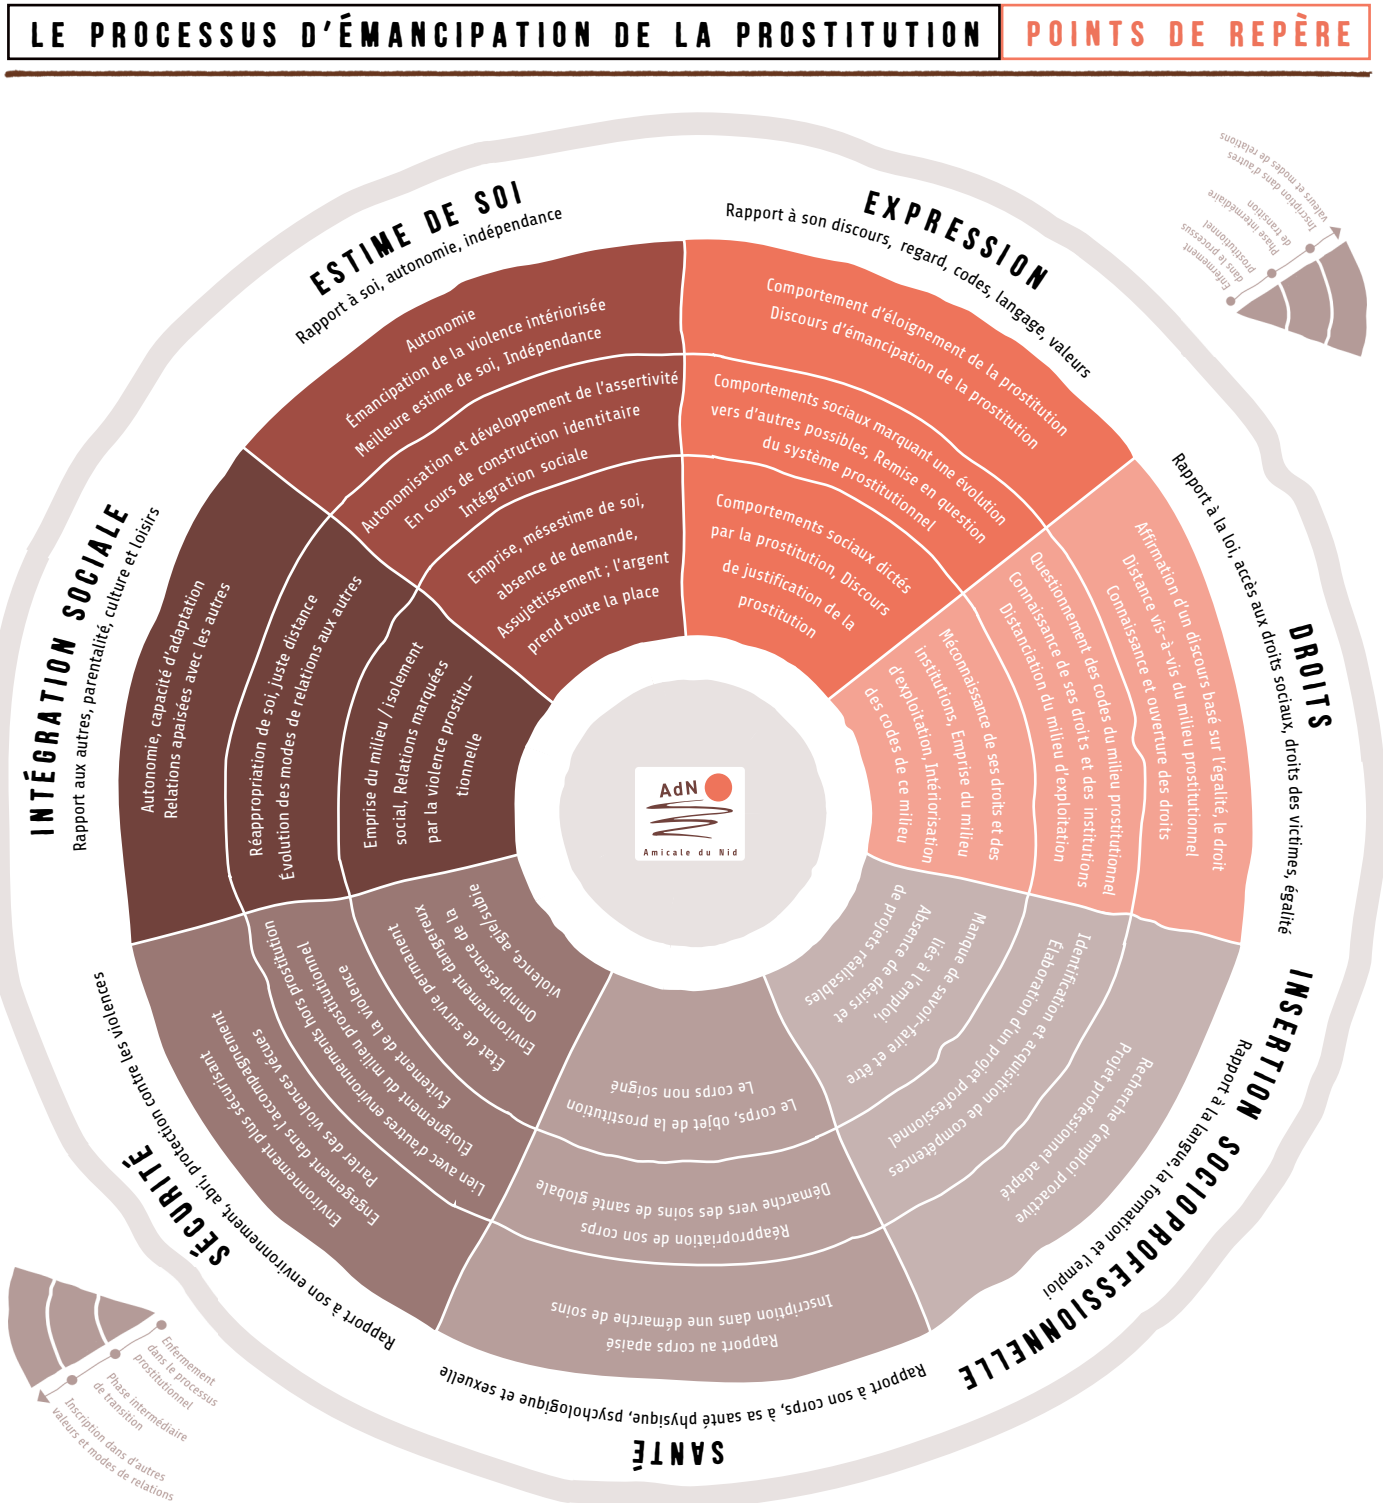 LE PROCESSUS D'ÉMANCIPATION DE LA PROSTITUTION
POINTS DE REPÈRE
Enfermement
dans le processus
prostitutionnel
Phase intermédiaire
de transition
Inscription dans d'autres
valeurs et modes de relations
ESTIME DE SOI
Rapport à soi, autonomie, indépendance
Autonomie
Émancipation de la violence intériorisée
Meilleure estime de soi, Indépendance
Autonomisation et développement de l'assertivité
En cours de construction identitaire
Intégration sociale
Emprise, mésestime de soi,
absence de demande,
Assujettissement ; l'argent
prend toute la place
EXPRESSION
Rapport à son discours, regard, codes, langage, valeurs
Comportement d'éloignement de la prostitution
Discours d'émancipation de la prostitution
Comportements sociaux marquant une évolution
vers d'autres possibles, Remise en question
du système prostitutionnel
Comportements sociaux dictés
par la prostitution, Discours
de justification de la
prostitution
DROITS
Rapport à la loi, accès aux droits sociaux, droits des victimes, égalité
Affirmation d'un discours basé sur l'égalité, le droit
Distance vis-à-vis du milieu prostitutionnel
Connaissance et ouverture des droits
Questionnement des codes du milieu prostitutionnel
Connaissance de ses droits et des institutions
Distanciation du milieu d'exploitation
Méconnaissance de ses droits et des
institutions, Emprise du milieu
d'exploitation, Intériorisation
des codes de ce milieu
INSERTION SOCIOPROFESSIONNELLE
Rapport à la langue, la formation et l'emploi
Recherche d'emploi proactive
Projet professionnel adapté
Identification et acquisition de compétences
Élaboration d'un projet professionnel
Manque de savoir-faire et être
liés à l'emploi,
Absence de désirs et
de projets réalisables
SANTÉ
Rapport à son corps, à sa santé physique, psychologique et sexuelle
Rapport au corps apaisé
Inscription dans une démarche de soins
Réappropriation de son corps
Démarche vers des soins de santé globale
Le corps, objet de la prostitution
Le corps non soigné
SÉCURITÉ
Rapport à son environnement, abri, protection contre les violences
Environnement plus sécurisant
Engagement dans l'accompagnement
Parler des violences vécues
Lien avec d'autres environnements hors prostitution
Éloignement du milieu prostitutionnel
Évitement de la violence
État de survie permanent
Environnement dangereux
Omniprésence de la
violence, agie/subie
INTÉGRATION SOCIALE
Rapport aux autres, parentalité, culture et loisirs
Autonomie, capacité d'adaptation
Relations apaisées avec les autres
Réappropriation de soi, juste distance
Évolution des modes de relations aux autres
Emprise du milieu / isolement
social, Relations marquées
par la violence prostitu-
tionnelle
AdN
Amicale du Nid
Enfermement
dans le processus
prostitutionnel
Phase intermédiaire
de transition
Inscription dans d'autres
valeurs et modes de relations